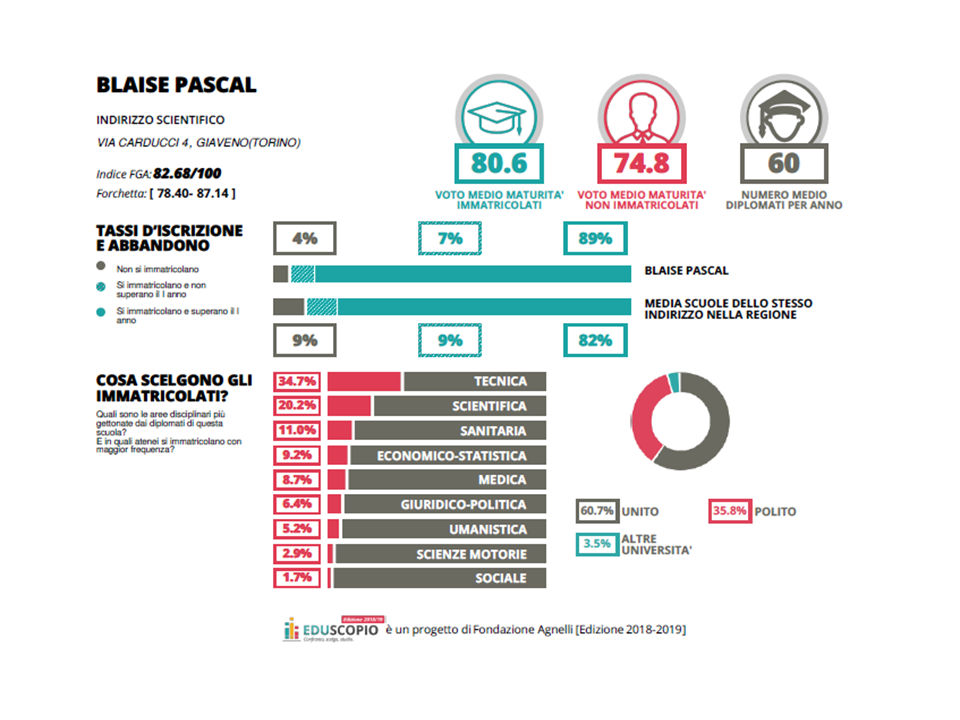 BLAISE PASCAL
INDIRIZZO SCIENTIFICO
VIA CARDUCCI 4, GIAVENO(TORINO)
Indice FGA: 82.68/100
Forchetta: [ 78.40- 87.14 ]
80.6
VOTO MEDIO MATURITA'
IMMATRICOLATI
74.8
VOTO MEDIO MATURITA'
NON IMMATRICOLATI
60
NUMERO MEDIO
DIPLOMATI PER ANNO
TASSI D'ISCRIZIONE
E ABBANDONO
Non si immatricolano
Si immatricolano e non
superano il I anno
Si immatricolano e superano il I
anno
4%
7%
89%
BLAISE PASCAL
MEDIA SCUOLE DELLO STESSO
INDIRIZZO NELLA REGIONE
9%
9%
82%
COSA SCELGONO GLI
IMMATRICOLATI?
Quali sono le aree disciplinari più
gettonate dai diplomati di questa
scuola?
E in quali atenei si immatricolano con
maggior frequenza?
34.7% TECNICA
20.2% SCIENTIFICA
11.0% SANITARIA
9.2% ECONOMICO-STATISTICA
8.7% MEDICA
6.4% GIURIDICO-POLITICA
5.2% UMANISTICA
2.9% SCIENZE MOTORIE
1.7% SOCIALE
60.7% UNITO
35.8% POLITO
3.5% ALTRE
UNIVERSITA'
Edizione 2018/19
EDUSCOPIO
Confronta, scegli, studia.
è un progetto di Fondazione Agnelli [Edizione 2018-2019]